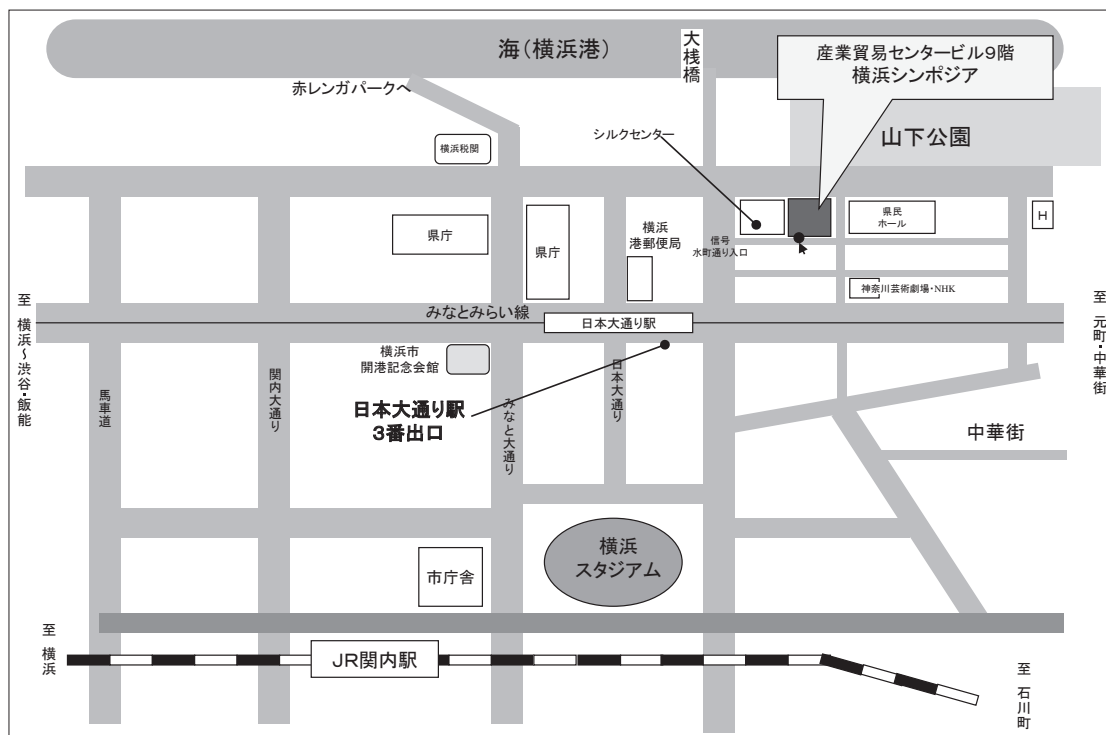 海（横浜港）
大桟橋
産業貿易センタービル９階
横浜シンポジア
赤レンガパークへ
シルクセンター
山下公園
横浜税関
県庁
県庁
横浜
港郵便局
信号
水町通り入口
県民
ホール
H
神奈川芸術劇場・NHK
至 横浜～渋谷・飯能
みなとみらい線
日本大通り駅
至 元町・中華街
横浜市
開港記念会館
馬車道
関内大通り
日本大通り駅
３番出口
みなと大通り
日本大通り
中華街
横浜
スタジアム
市庁舎
至 横浜
ＪＲ関内駅
至 石川町